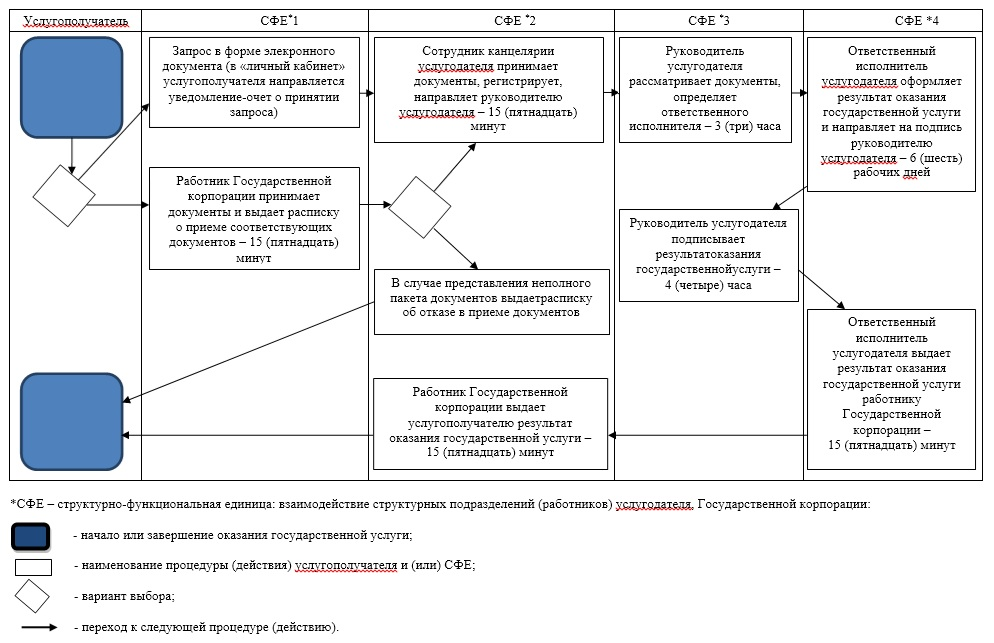 Услугополучатель
СФЕ*1
СФЕ *2
СФЕ *3
СФЕ *4
Запрос в форме элекронного
документа (в «личный кабинет»
услугополучателя направляется
уведомление-осчет о принятии
запроса)
Сотрудник канцелярии
услугодателя принимает
документы, регистрирует,
направляет руководителю
услугодателя – 15 (пятнадцать)
минут
Руководитель
услугодателя
рассматривает документы,
определяет
ответственного
исполнителя – 3 (три) часа
Ответственный
исполнитель
услугодателя оформляет
результат оказания
государственной услуги
и направляет на подпись
руководителю
услугодателя – 6 (шесть)
рабочих дней
Работник Государственной
корпорации принимает
документы и выдает расписку
о приеме соответствующих
документов – 15 (пятнадцать)
минут
Руководитель услугодателя
подписывает
результатоказания
государственнойуслуги –
4 (четыре) часа
В случае представления неполного
пакета документов выдаетрасписку
об отказе в приеме документов
Ответственный
исполнитель
услугодателя выдает
результат оказания
государственной услуги
работнику
Государственной
корпорации –
15 (пятнадцать) минут
Работник Государственной
корпорации выдает
услугополучателю результат
оказания государственной услуги –
15 (пятнадцать) минут
*СФЕ – структурно-функциональная единица: взаимодействие структурных подразделений (работников) услугодателя, Государственной корпорации:
- начало или завершение оказания государственной услуги;
- наименование процедуры (действия) услугополучателя и (или) СФЕ;
- вариант выбора;
- переход к следующей процедуре (действию).